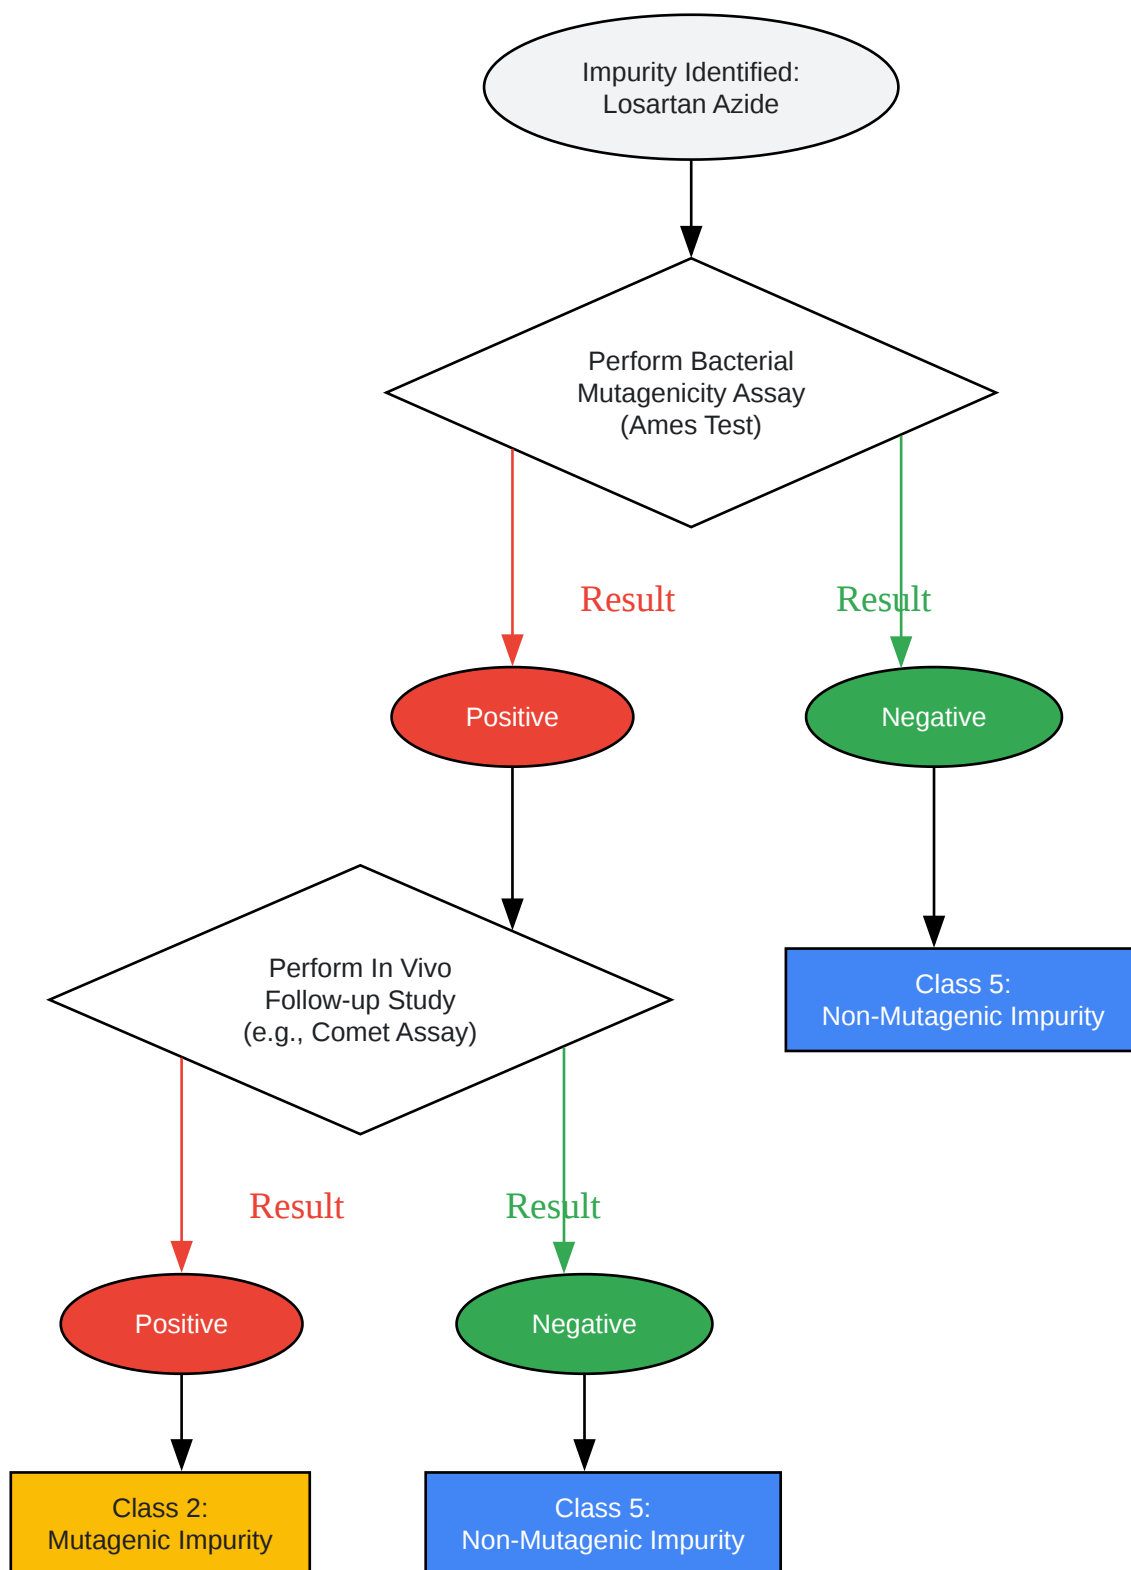 Impurity Identified:
Losartan Azide
Perform Bacterial
Mutagenicity Assay
(Ames Test)
Result
Result
Positive
Negative
Perform In Vivo
Follow-up Study
(e.g., Comet Assay)
Class 5:
Non-Mutagenic Impurity
Result
Result
Positive
Negative
Class 2:
Mutagenic Impurity
Class 5:
Non-Mutagenic Impurity